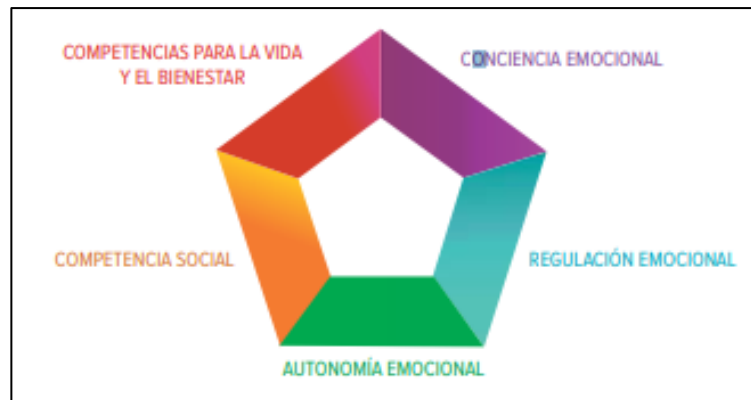 COMPETENCIAS PARA LA VIDA
Y EL BIENESTAR
CONCIENCIA EMOCIONAL
COMPETENCIA SOCIAL
REGULACIÓN EMOCIONAL
AUTONOMÍA EMOCIONAL